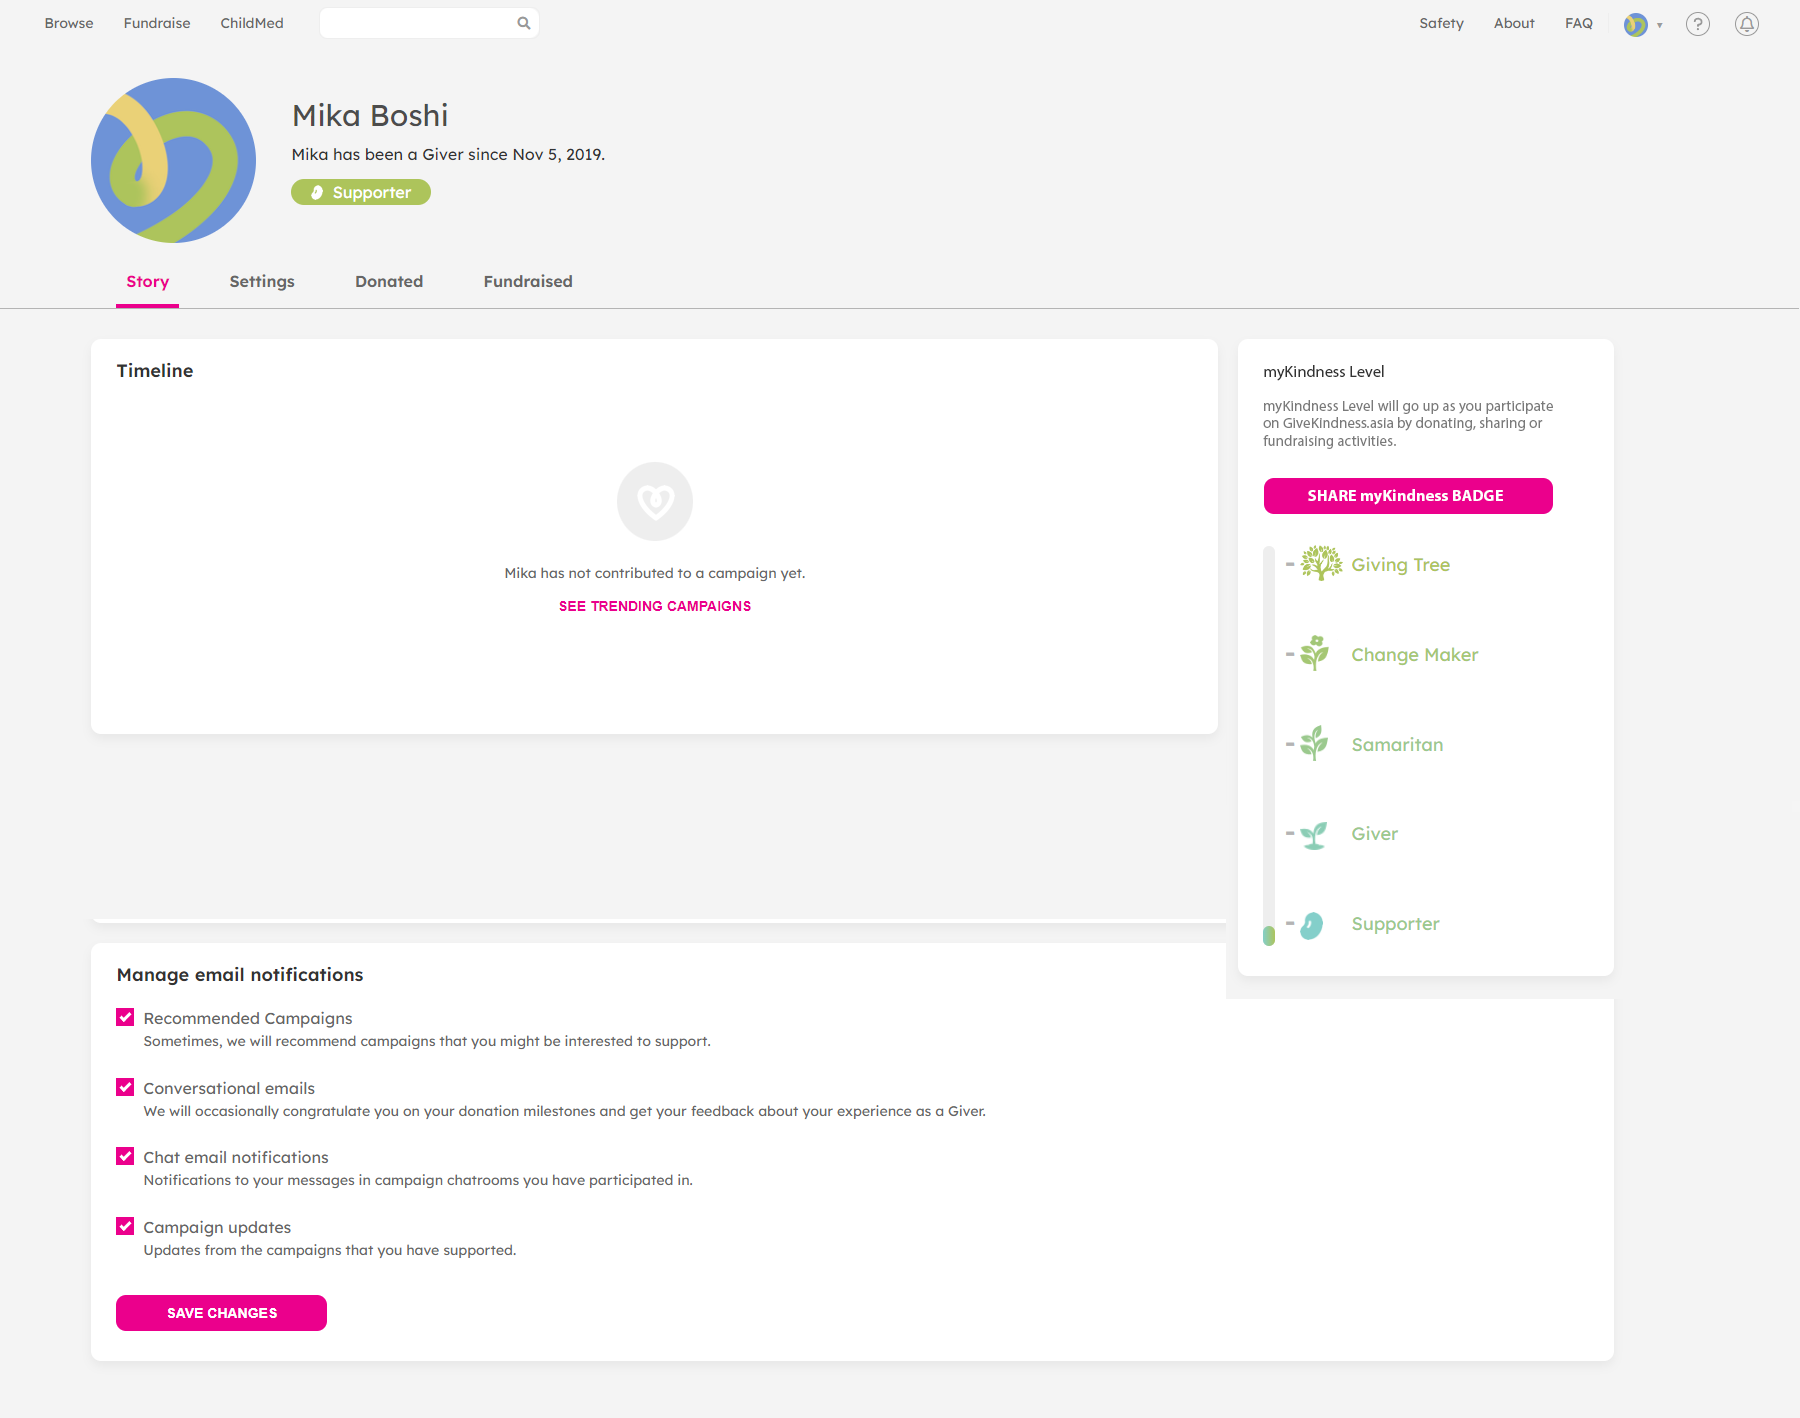 Browse
Fundraise
ChildMed
Safety
About
FAQ
Mika Boshi
Mika has been a Giver since Nov 5, 2019.
Supporter
Story
Settings
Donated
Fundraised
Timeline
Mika has not contributed to a campaign yet.
SEE TRENDING CAMPAIGNS
myKindness Level
myKindness Level will go up as you participate
on GiveKindness.asia by donating, sharing or
fundraising activities.
SHARE myKindness BADGE
Giving Tree
Change Maker
Samaritan
Giver
Supporter
Manage email notifications
Recommended Campaigns
Sometimes, we will recommend campaigns that you might be interested to support.
Conversational emails
We will occasionally congratulate you on your donation milestones and get your feedback about your experience as a Giver.
Chat email notifications
Notifications to your messages in campaign chatrooms you have participated in.
Campaign updates
Updates from the campaigns that you have supported.
SAVE CHANGES